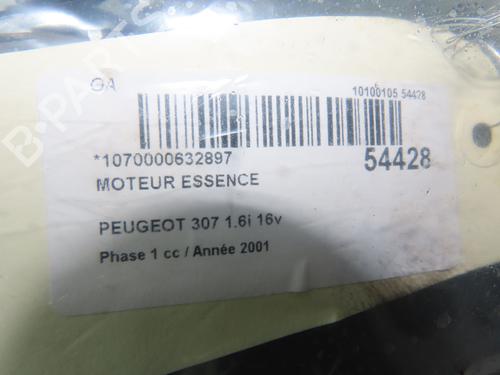 GA
10100105 54428
*1070000632897
54428
MOTEUR ESSENCE
PEUGEOT 307 1.6i 16v
Phase 1 cc / Année 2001
B-PARTS